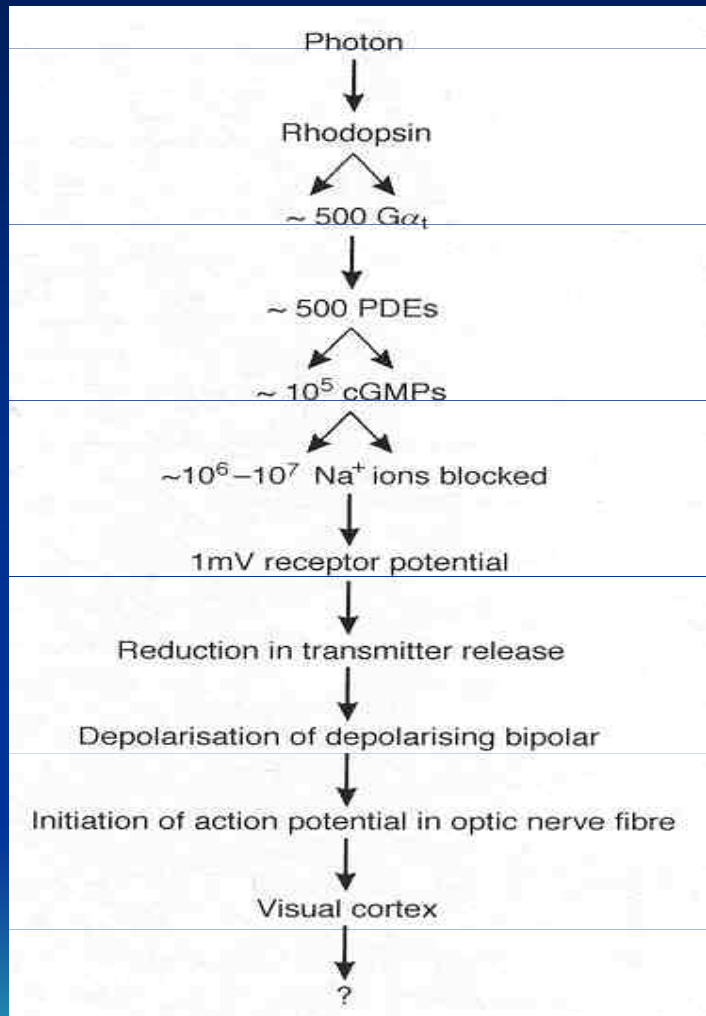 Photon
Rhodopsin
~ 500 Gαₜ
~ 500 PDEs
~ 10⁵ cGMPs
~10⁶–10⁷ Na⁺ ions blocked
1mV receptor potential
Reduction in transmitter release
Depolarisation of depolarising bipolar
Initiation of action potential in optic nerve fibre
Visual cortex
?